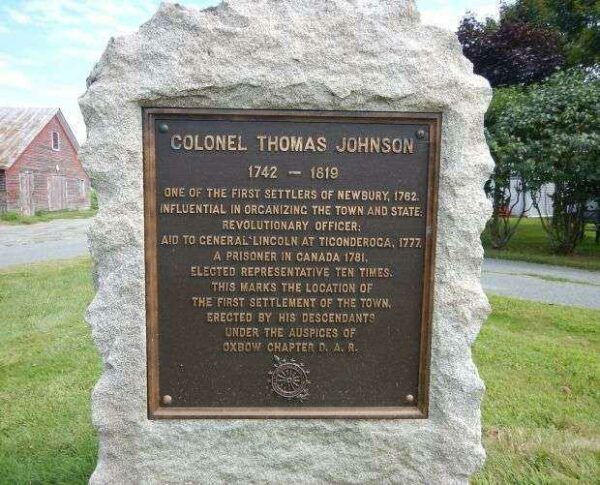 COLONEL THOMAS JOHNSON
1742 — 1819
ONE OF THE FIRST SETTLERS OF NEWBURY, 1762.
INFLUENTIAL IN ORGANIZING THE TOWN AND STATE.
REVOLUTIONARY OFFICER;
AID TO GENERAL LINCOLN AT TICONDEROGA, 1777.
A PRISONER IN CANADA 1781.
ELECTED REPRESENTATIVE TEN TIMES.
THIS MARKS THE LOCATION OF
THE FIRST SETTLEMENT OF THE TOWN.
ERECTED BY HIS DESCENDANTS
UNDER THE AUSPICES OF
OXBOW CHAPTER D. A. R.